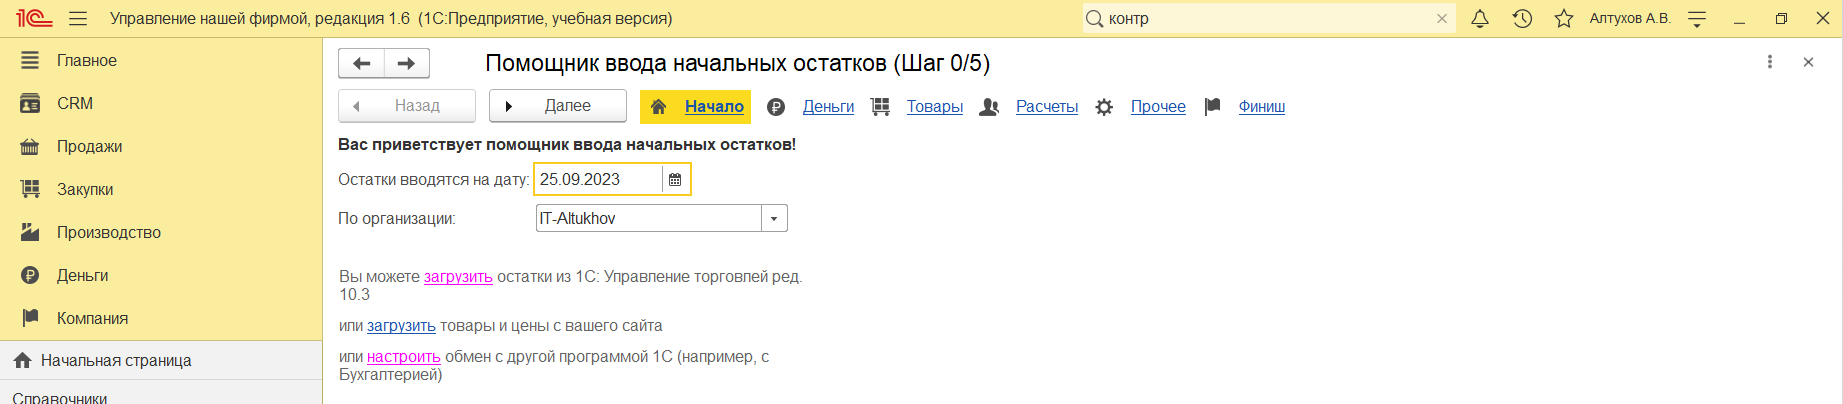 1С Управление нашей фирмой, редакция 1.6 (1С:Предприятие, учебная версия) контр Алтухов А.В.
Главное
CRM
Продажи
Закупки
Производство
Деньги
Компания
Начальная страница
Справочники
Помощник ввода начальных остатков (Шаг 0/5)
Назад Далее Начало Деньги Товары Расчеты Прочее Финиш
Вас приветствует помощник ввода начальных остатков!
Остатки вводятся на дату: 25.09.2023
По организации: IT-Altukhov
Вы можете загрузить остатки из 1С: Управление торговлей ред.
10.3
или загрузить товары и цены с вашего сайта
или настроить обмен с другой программой 1С (например, с
Бухгалтерией)